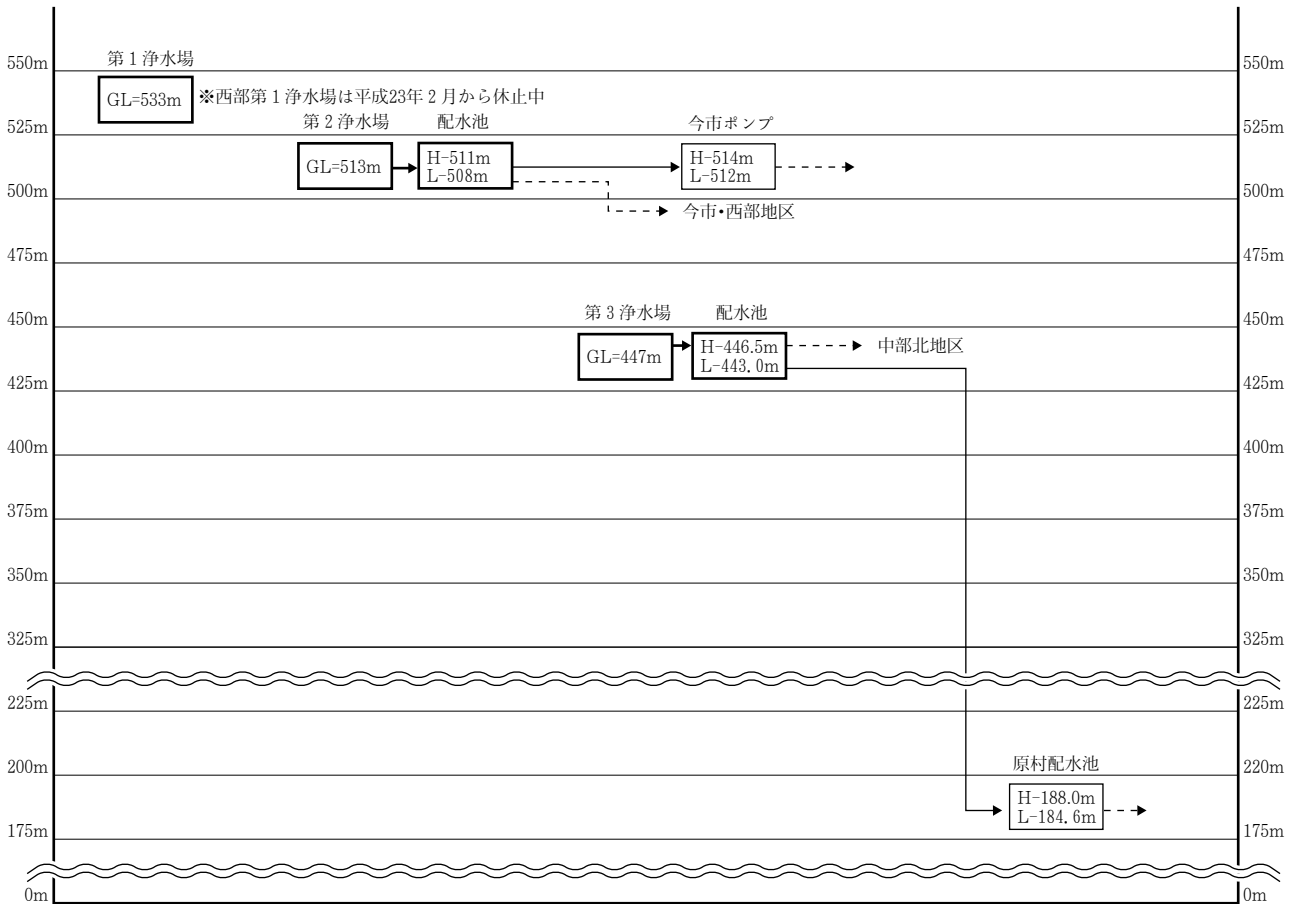 第1浄水場
550m
550m
GL=533m
※西部第1浄水場は平成23年2月から休止中
第2浄水場
配水池
今市ポンプ
525m
525m
GL=513m
H-511m
L-508m
H-514m
L-512m
500m
500m
今市・西部地区
475m
475m
第3浄水場
配水池
450m
450m
GL=447m
H-446.5m
L-443.0m
中部北地区
425m
425m
400m
400m
375m
375m
350m
350m
325m
325m
225m
225m
原村配水池
200m
220m
H-188.0m
L-184.6m
175m
175m
0m
0m